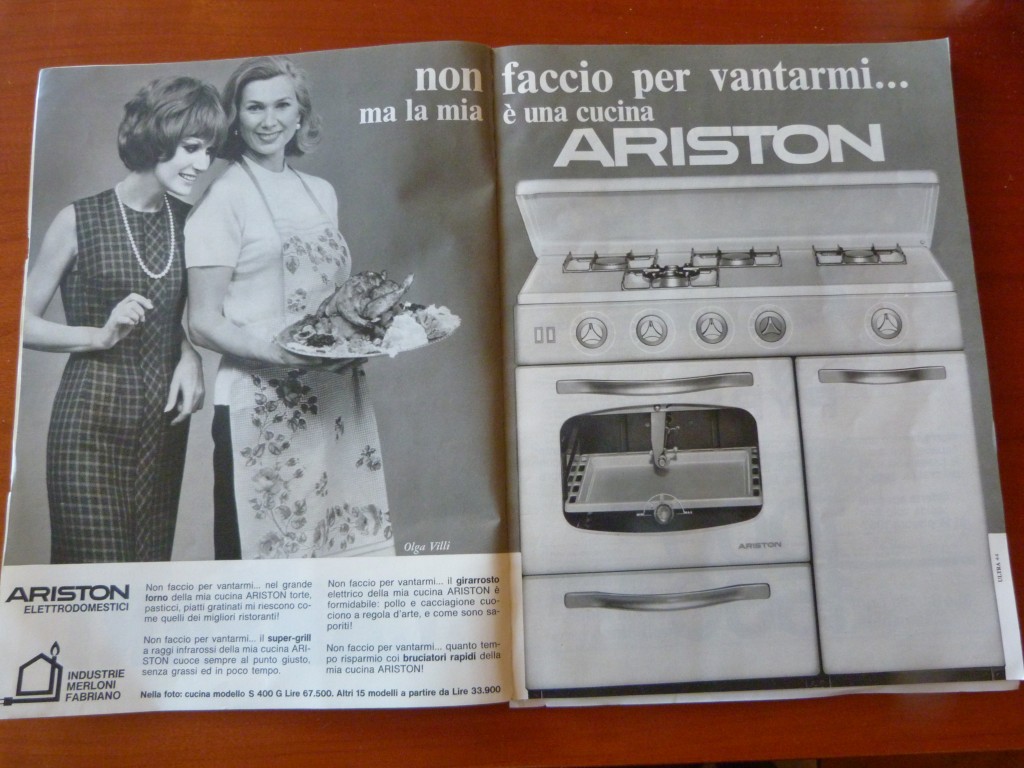 non faccio per vantarmi...
ma la mia è una cucina
ARISTON
ARISTON
Olga Villi
ARISTON
ELETTRODOMESTICI
INDUSTRIE
MERLONI
FABRIANO
Non faccio per vantarmi... nel grande
forno della mia cucina ARISTON torte,
pasticci, piatti gratinati mi riescono co-
me quelli dei migliori ristoranti!
Non faccio per vantarmi... il super-grill
a raggi infrarossi della mia cucina ARI-
STON cuoce sempre al punto giusto,
senza grassi ed in poco tempo.
Non faccio per vantarmi... il girarrosto
elettrico della mia cucina ARISTON è
formidabile: pollo e cacciagione cuo-
ciono a regola d'arte, e come sono sa-
poriti!
Non faccio per vantarmi... quanto tem-
po risparmio coi bruciatori rapidi della
mia cucina ARISTON!
Nella foto: cucina modello S 400 G Lire 67.500. Altri 15 modelli a partire da Lire 33.900